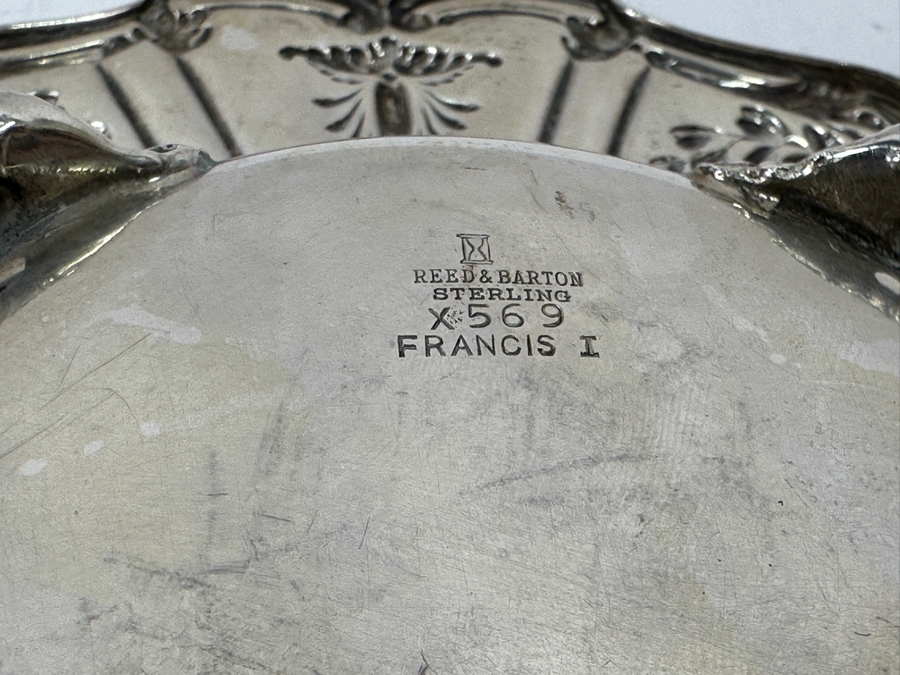 REED & BARTON
STERLING
X569
FRANCIS I